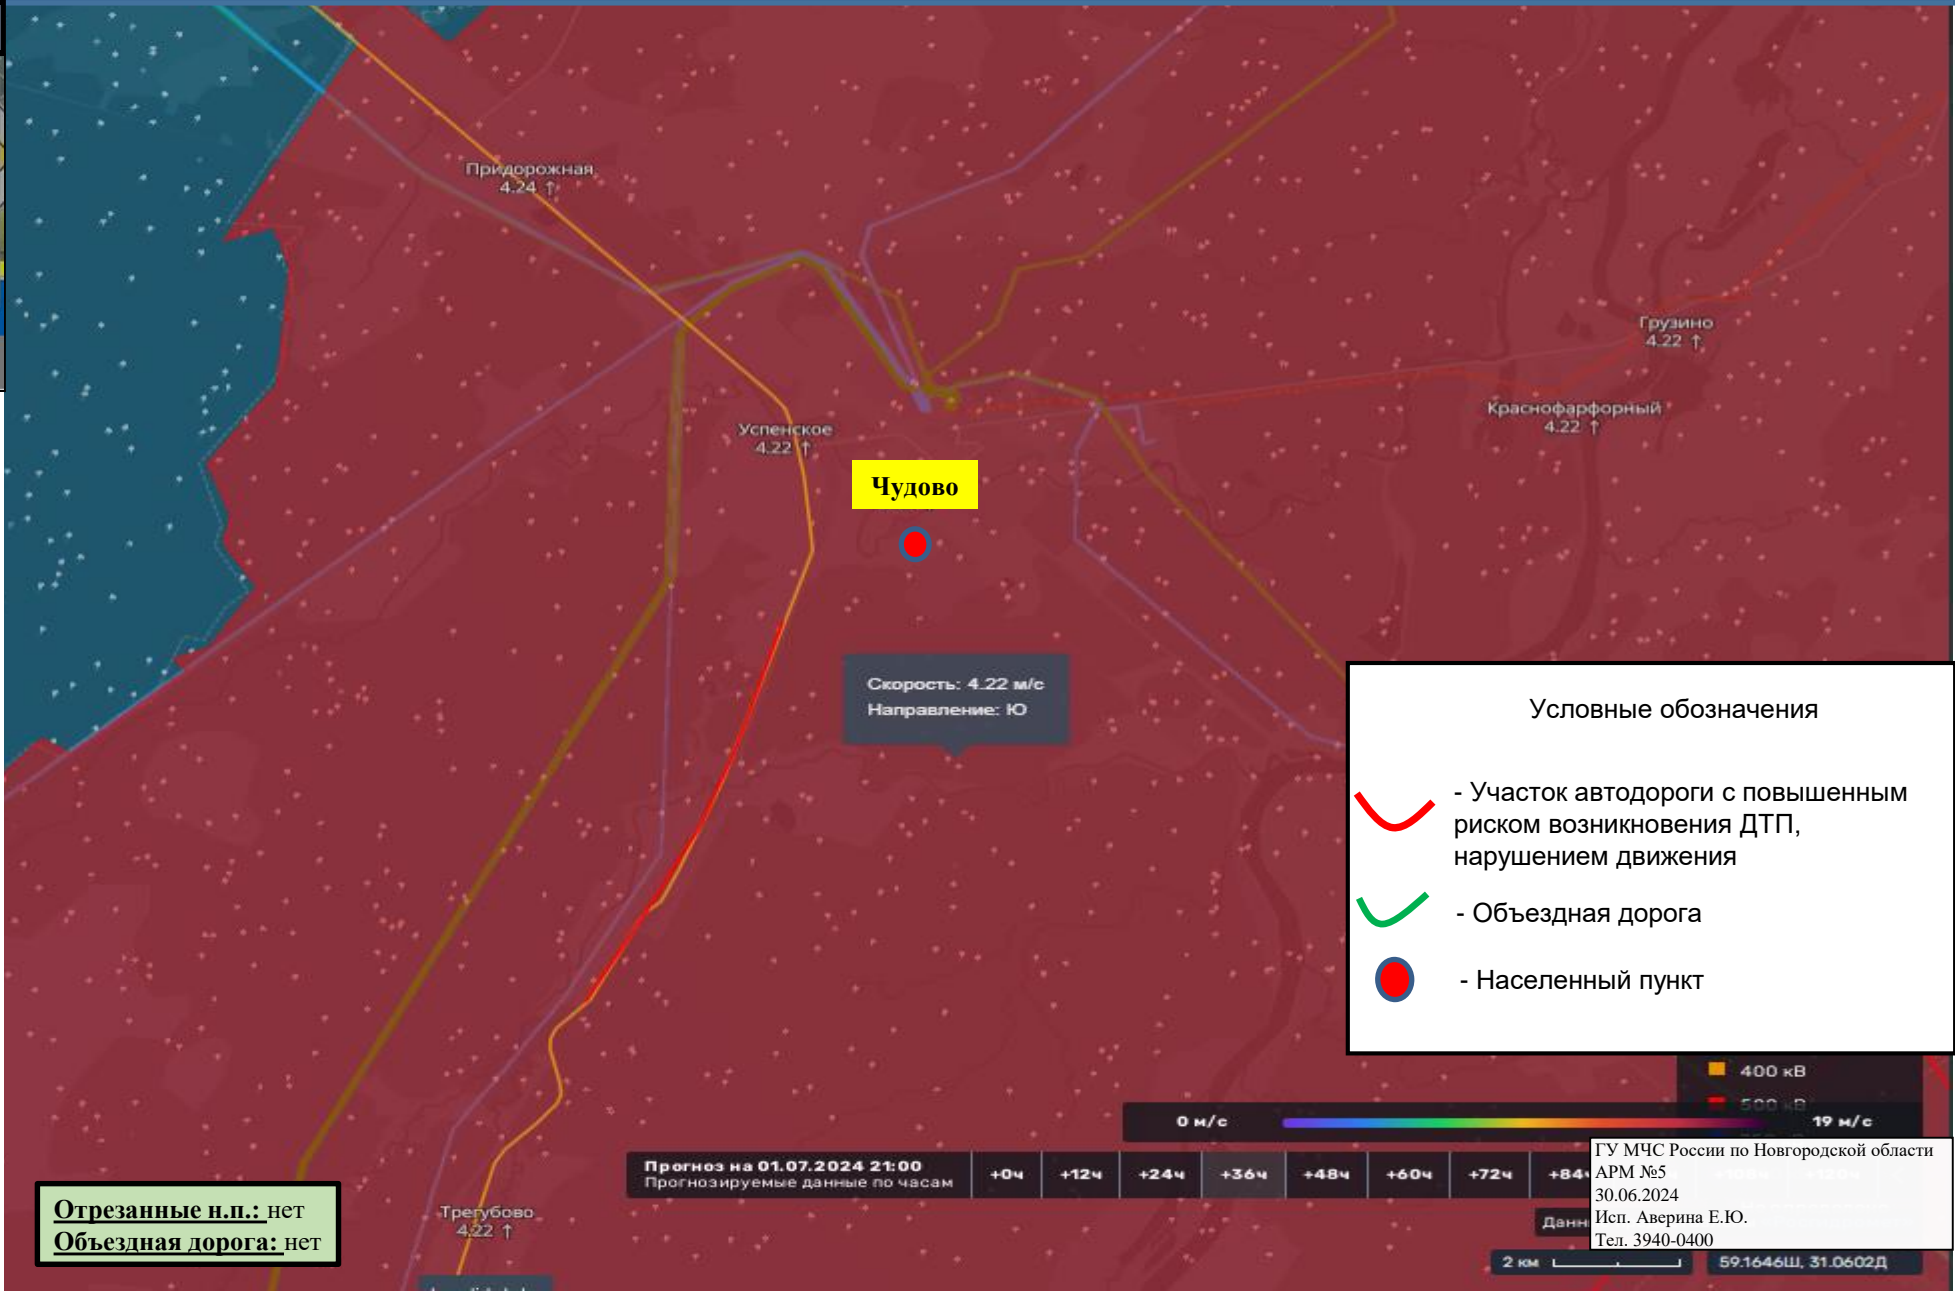 Придорожная
4.24 ↑
Грузино
4.22 ↑
Краснофарфорный
4.22 ↑
Успенское
4.22 ↑
Чудово
Скорость: 4.22 м/с
Направление: Ю
Условные обозначения
- Участок автодороги с повышенным
риском возникновения ДТП,
нарушением движения
- Объездная дорога
- Населенный пункт
400 кВ
500 кВ
0 м/с
19 м/с
Прогноз на 01.07.2024 21:00
Прогнозируемые данные по часам
+0ч +12ч +24ч +36ч +48ч +60ч +72ч +84
ГУ МЧС России по Новгородской области
АРМ №5
30.06.2024
Исп. Аверина Е.Ю.
Тел. 3940-0400
Отрезанные н.п.: нет
Объездная дорога: нет
Трегубово
4.22 ↑
2 км
59.1646Ш, 31.0602Д